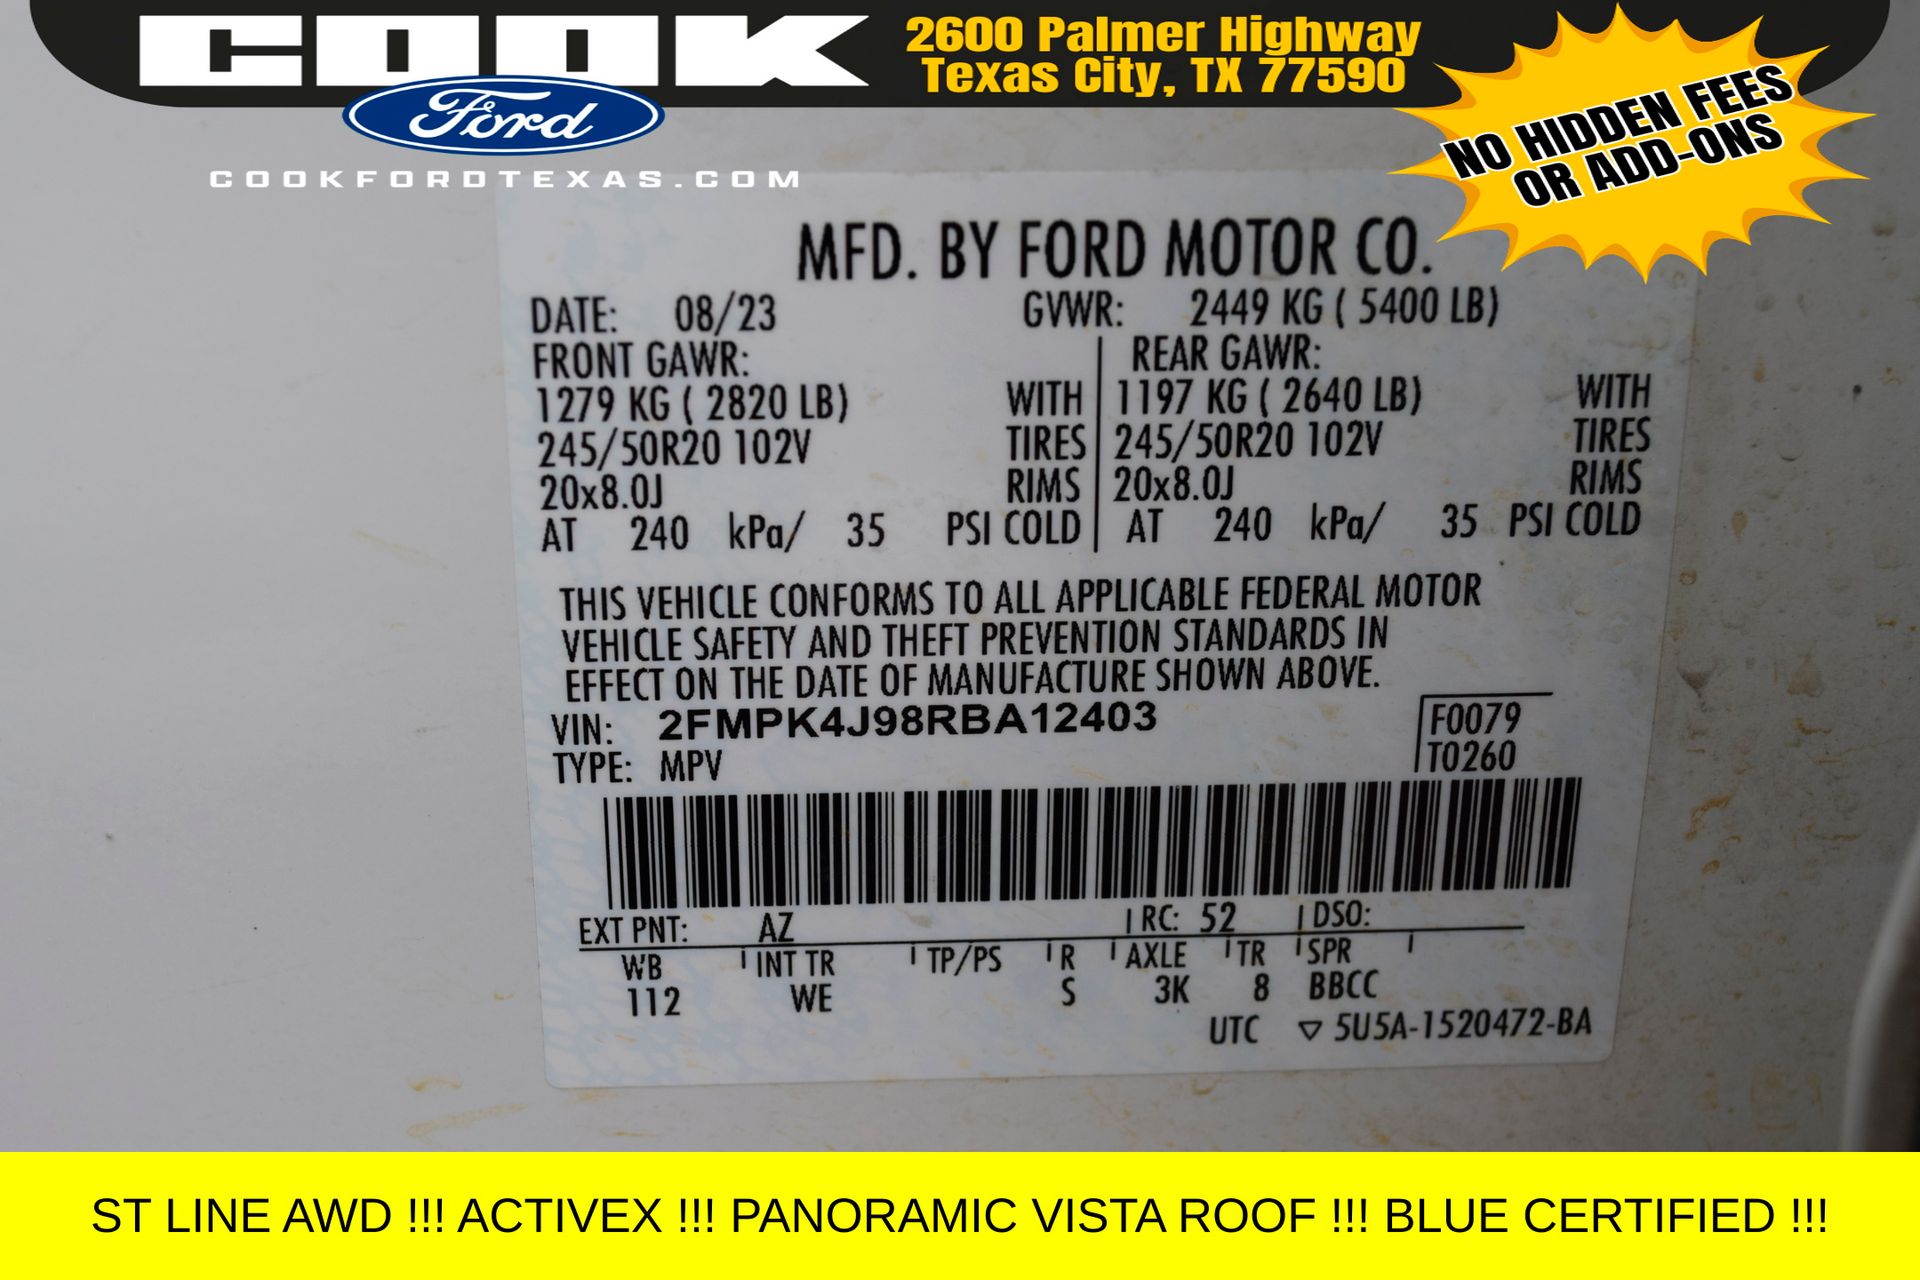 COOK
Ford
COOKFORDTEXAS.COM
2600 Palmer Highway
Texas City, TX 77590
NO HIDDEN FEES
OR ADD-ONS
MFD. BY FORD MOTOR CO.
DATE: 08/23 GVWR: 2449 KG ( 5400 LB)
FRONT GAWR: REAR GAWR:
1279 KG ( 2820 LB) WITH 1197 KG ( 2640 LB) WITH
245/50R20 102V TIRES 245/50R20 102V TIRES
20x8.0J RIMS 20x8.0J RIMS
AT 240 kPa/ 35 PSI COLD AT 240 kPa/ 35 PSI COLD
THIS VEHICLE CONFORMS TO ALL APPLICABLE FEDERAL MOTOR
VEHICLE SAFETY AND THEFT PREVENTION STANDARDS IN
EFFECT ON THE DATE OF MANUFACTURE SHOWN ABOVE.
VIN: 2FMPK4J98RBA12403 F0079
TYPE: MPV T0260
EXT PNT: AZ RC: 52 DSO:
WB INT TR TP/PS R AXLE TR SPR
112 WE S 3K 8 BBCC
UTC ▽ 5U5A-1520472-BA
ST LINE AWD !!! ACTIVEX !!! PANORAMIC VISTA ROOF !!! BLUE CERTIFIED !!!